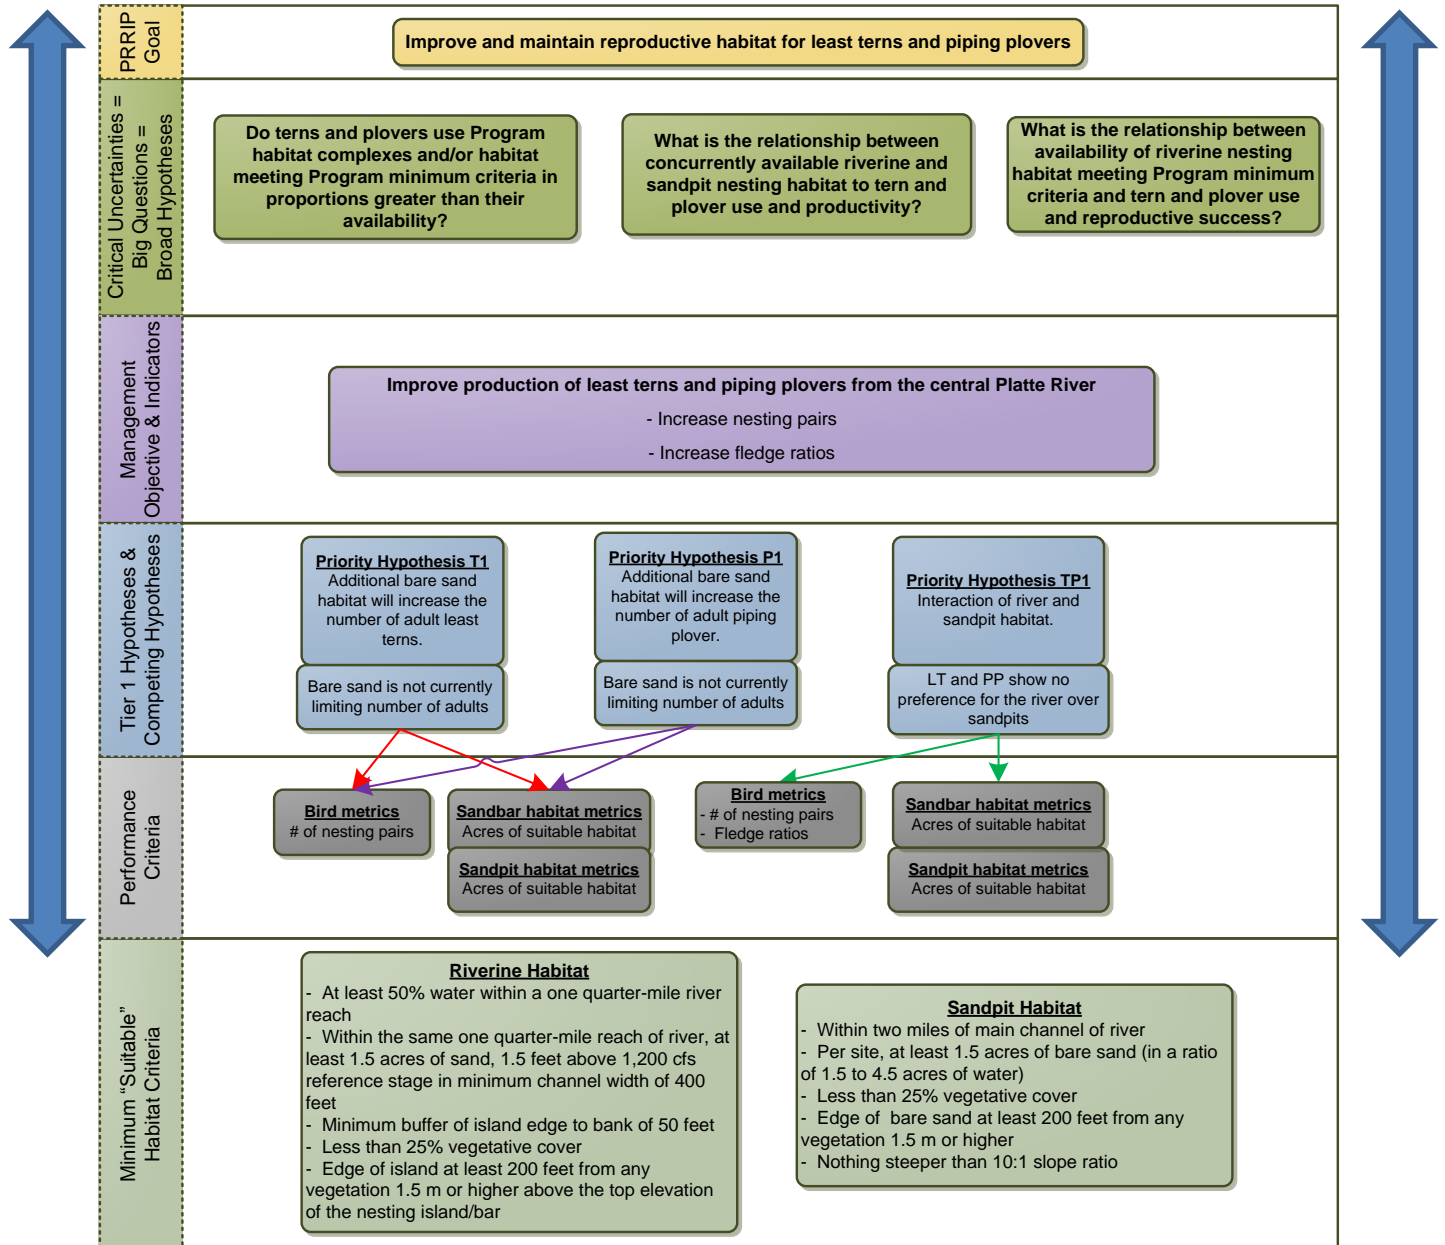 PRRIP
Goal
Improve and maintain reproductive habitat for least terns and piping plovers
Critical Uncertainties =
Big Questions =
Broad Hypotheses
Do terns and plovers use Program
habitat complexes and/or habitat
meeting Program minimum criteria in
proportions greater than their
availability?
What is the relationship between
concurrently available riverine and
sandpit nesting habitat to tern and
plover use and productivity?
What is the relationship between
availability of riverine nesting
habitat meeting Program minimum
criteria and tern and plover use
and reproductive success?
Management
Objective & Indicators
Improve production of least terns and piping plovers from the central Platte River
- Increase nesting pairs
- Increase fledge ratios
Tier 1 Hypotheses &
Competing Hypotheses
Priority Hypothesis T1
Additional bare sand
habitat will increase the
number of adult least
terns.
Bare sand is not currently
limiting number of adults
Priority Hypothesis P1
Additional bare sand
habitat will increase the
number of adult piping
plover.
Bare sand is not currently
limiting number of adults
Priority Hypothesis TP1
Interaction of river and
sandpit habitat.
LT and PP show no
preference for the river over
sandpits
Performance
Criteria
Bird metrics
# of nesting pairs
Sandbar habitat metrics
Acres of suitable habitat
Sandpit habitat metrics
Acres of suitable habitat
Bird metrics
- # of nesting pairs
- Fledge ratios
Sandbar habitat metrics
Acres of suitable habitat
Sandpit habitat metrics
Acres of suitable habitat
Minimum “Suitable”
Habitat Criteria
Riverine Habitat
- At least 50% water within a one quarter-mile river
reach
- Within the same one quarter-mile reach of river, at
least 1.5 acres of sand, 1.5 feet above 1,200 cfs
reference stage in minimum channel width of 400
feet
- Minimum buffer of island edge to bank of 50 feet
- Less than 25% vegetative cover
- Edge of island at least 200 feet from any
vegetation 1.5 m or higher above the top elevation
of the nesting island/bar
Sandpit Habitat
- Within two miles of main channel of river
- Per site, at least 1.5 acres of bare sand (in a ratio
of 1.5 to 4.5 acres of water)
- Less than 25% vegetative cover
- Edge of bare sand at least 200 feet from any
vegetation 1.5 m or higher
- Nothing steeper than 10:1 slope ratio